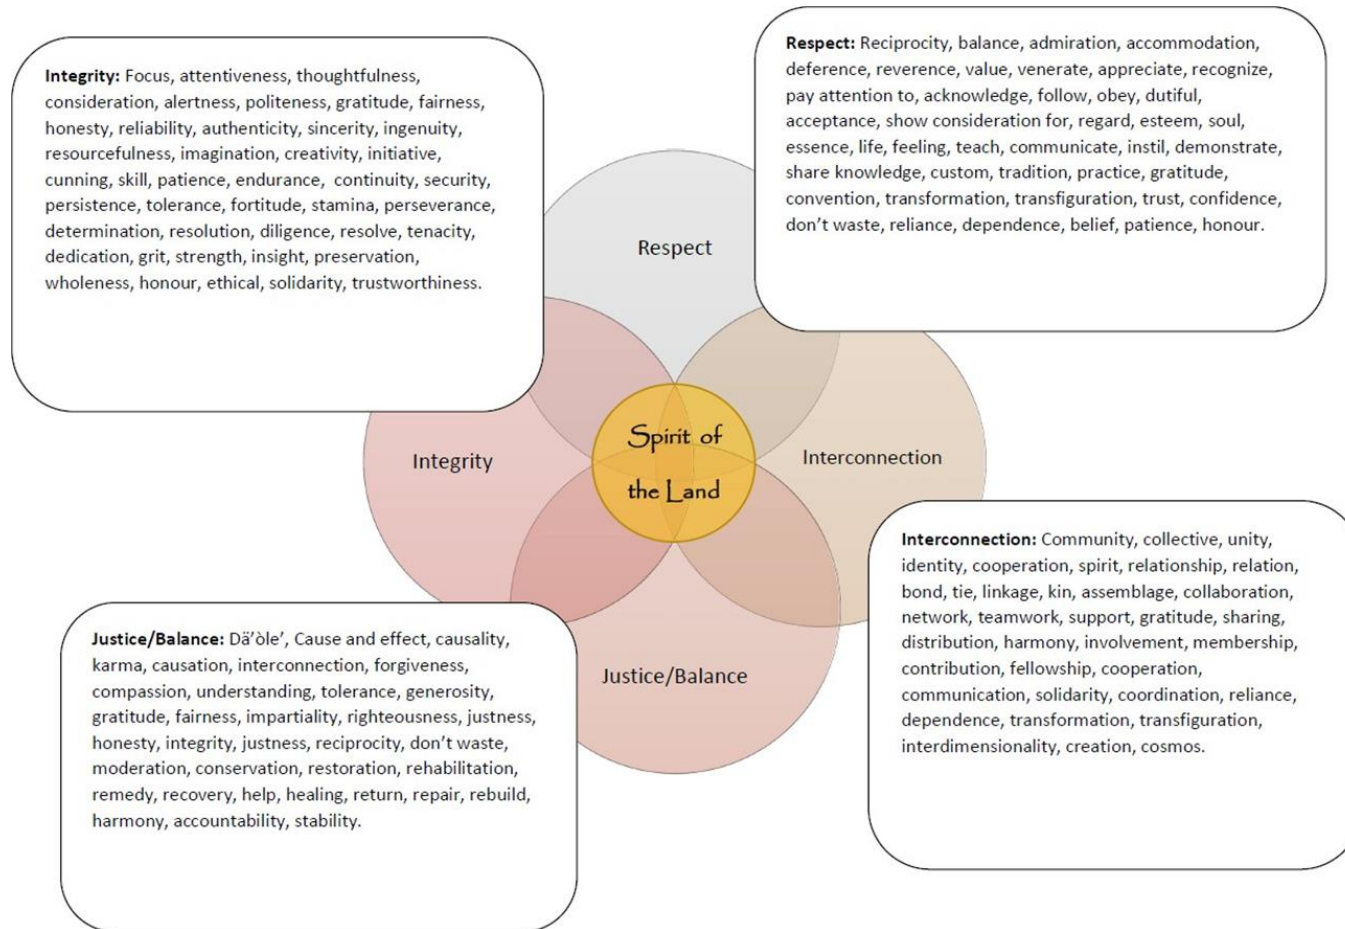 Integrity: Focus, attentiveness, thoughtfulness,
consideration, alertness, politeness, gratitude, fairness,
honesty, reliability, authenticity, sincerity, ingenuity,
resourcefulness, imagination, creativity, initiative,
cunning, skill, patience, endurance, continuity, security,
persistence, tolerance, fortitude, stamina, perseverance,
determination, resolution, diligence, resolve, tenacity,
dedication, grit, strength, insight, preservation,
wholeness, honour, ethical, solidarity, trustworthiness.
Respect: Reciprocity, balance, admiration, accommodation,
deference, reverence, value, venerate, appreciate, recognize,
pay attention to, acknowledge, follow, obey, dutiful,
acceptance, show consideration for, regard, esteem, soul,
essence, life, feeling, teach, communicate, instil, demonstrate,
share knowledge, custom, tradition, practice, gratitude,
convention, transformation, transfiguration, trust, confidence,
don’t waste, reliance, dependence, belief, patience, honour.
Respect
Integrity
Spirit of
the Land
Interconnection
Justice/Balance
Justice/Balance: Dä’òle’, Cause and effect, causality,
karma, causation, interconnection, forgiveness,
compassion, understanding, tolerance, generosity,
gratitude, fairness, impartiality, righteousness, justness,
honesty, integrity, justness, reciprocity, don’t waste,
moderation, conservation, restoration, rehabilitation,
remedy, recovery, help, healing, return, repair, rebuild,
harmony, accountability, stability.
Interconnection: Community, collective, unity,
identity, cooperation, spirit, relationship, relation,
bond, tie, linkage, kin, assemblage, collaboration,
network, teamwork, support, gratitude, sharing,
distribution, harmony, involvement, membership,
contribution, fellowship, cooperation,
communication, solidarity, coordination, reliance,
dependence, transformation, transfiguration,
interdimensionality, creation, cosmos.